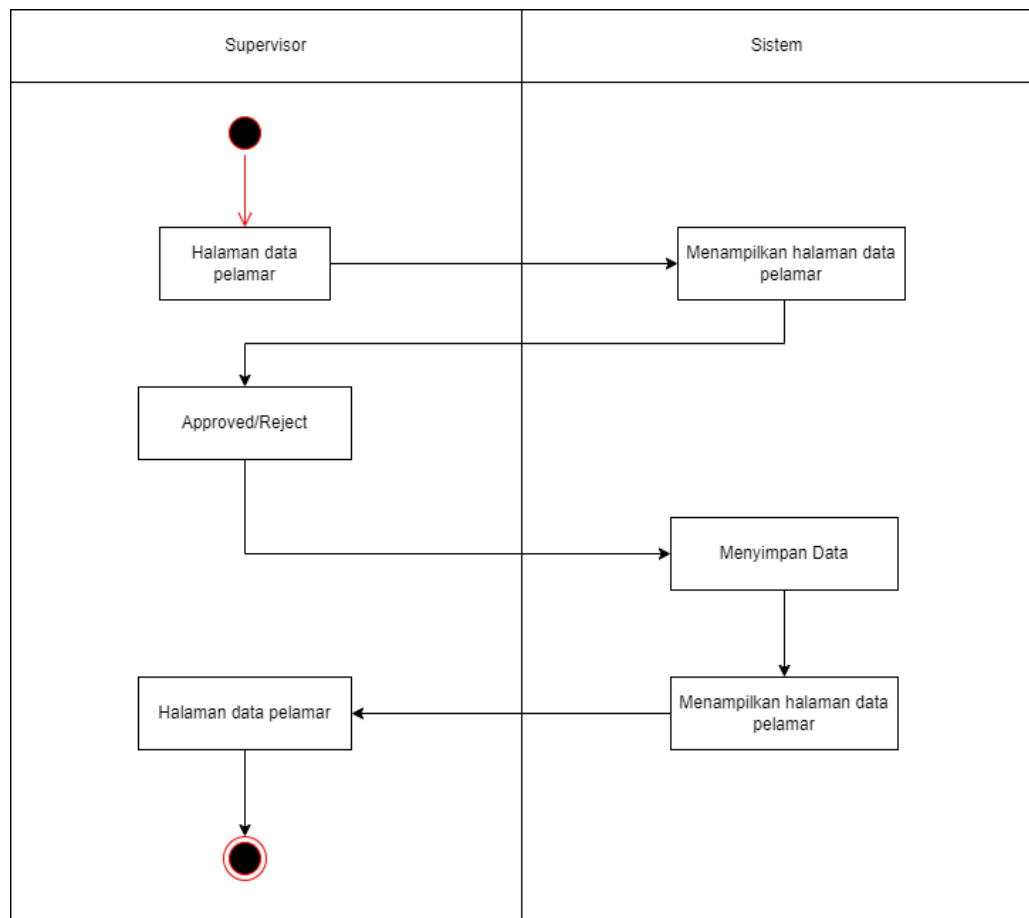 Supervisor
Sistem
Halaman data
pelamar
Menampilkan halaman data
pelamar
Approved/Reject
Menyimpan Data
Halaman data pelamar
Menampilkan halaman data
pelamar